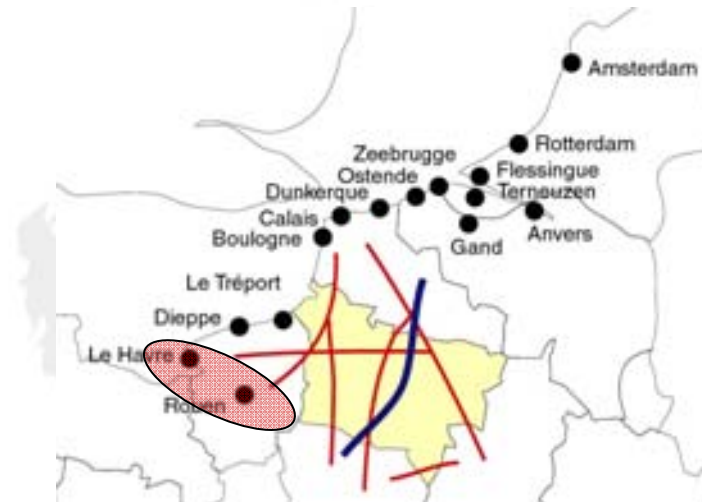 Amsterdam
Rotterdam
Zeebrugge
Flessingue
Ostende
Terneuzen
Dunkerque
Calais
Anvers
Boulogne
Gand
Le Tréport
Dieppe
Le Havre
Rouen